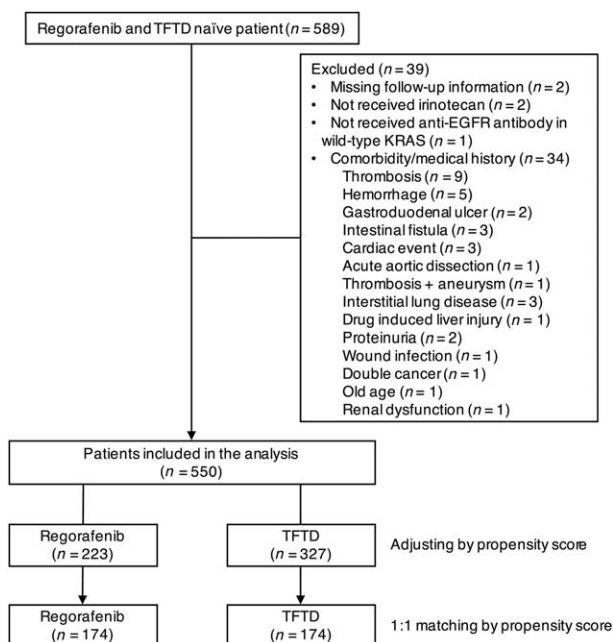 Regorafenib and TFTD naïve patient (n = 589)
Excluded (n = 39)
• Missing follow-up information (n = 2)
• Not received irinotecan (n = 2)
• Not received anti-EGFR antibody in
wild-type KRAS (n = 1)
• Comorbidity/medical history (n = 34)
Thrombosis (n = 9)
Hemorrhage (n = 5)
Gastroduodenal ulcer (n = 2)
Intestinal fistula (n = 3)
Cardiac event (n = 3)
Acute aortic dissection (n = 1)
Thrombosis + aneurysm (n = 1)
Interstitial lung disease (n = 3)
Drug induced liver injury (n = 1)
Proteinuria (n = 2)
Wound infection (n = 1)
Double cancer (n = 1)
Old age (n = 1)
Renal dysfunction (n = 1)
Patients included in the analysis
(n = 550)
Regorafenib
(n = 223)
TFTD
(n = 327)
Adjusting by propensity score
Regorafenib
(n = 174)
TFTD
(n = 174)
1:1 matching by propensity score